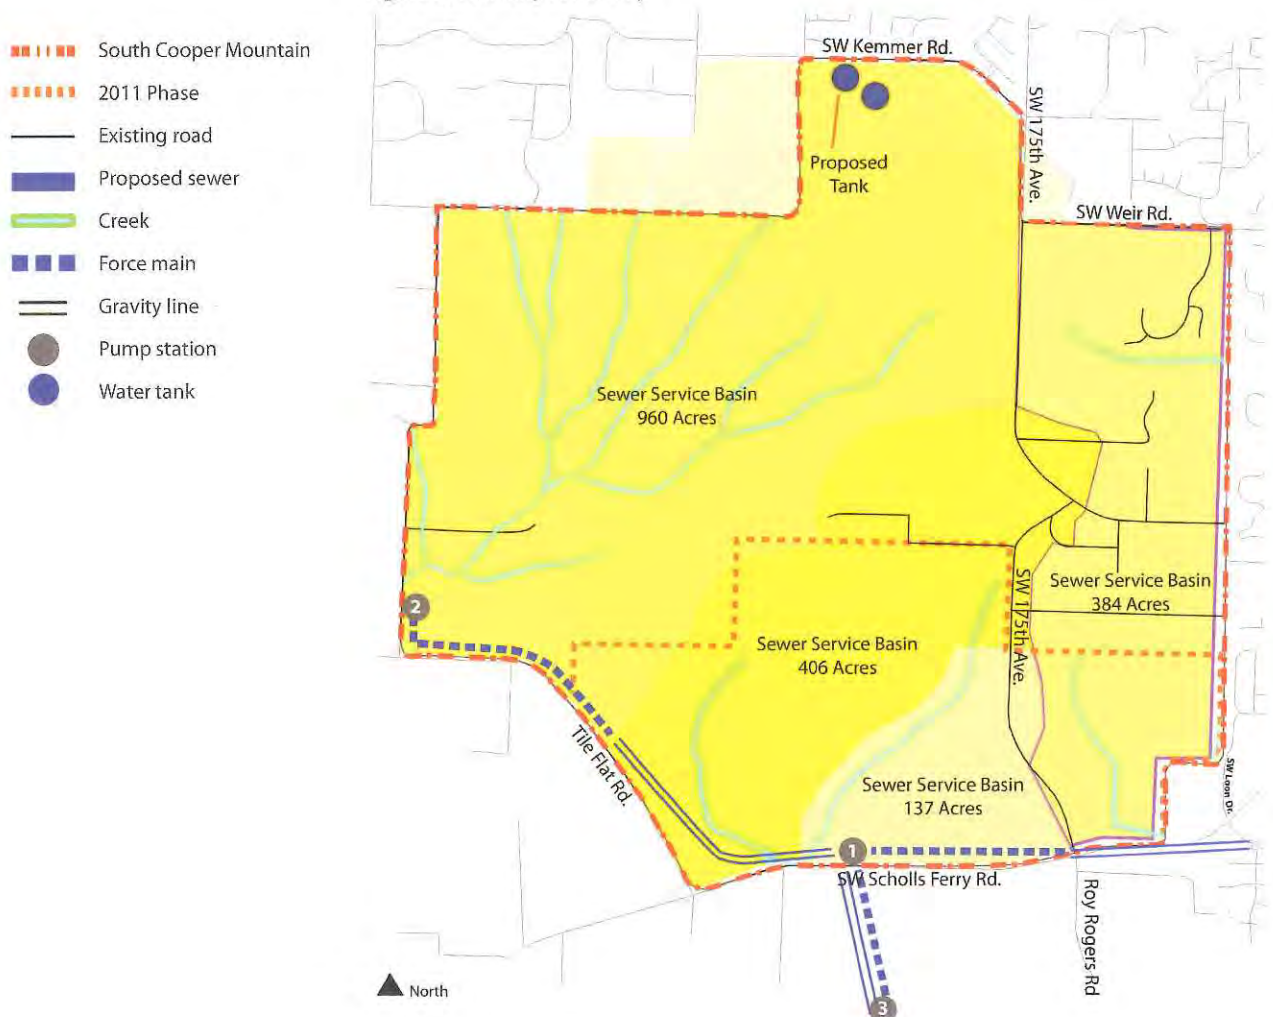 South Cooper Mountain
2011 Phase
Existing road
Proposed sewer
Creek
Force main
Gravity line
Pump station
Water tank
SW Kemmer Rd.
SW 175th Ave.
Proposed
Tank
SW Weir Rd.
Sewer Service Basin
960 Acres
Sewer Service Basin
384 Acres
2
SW 175th Ave.
Sewer Service Basin
406 Acres
Tile Flat Rd.
Sewer Service Basin
137 Acres
SW Loon Dr.
1
SW Scholls Ferry Rd.
Roy Rogers Rd
North
3